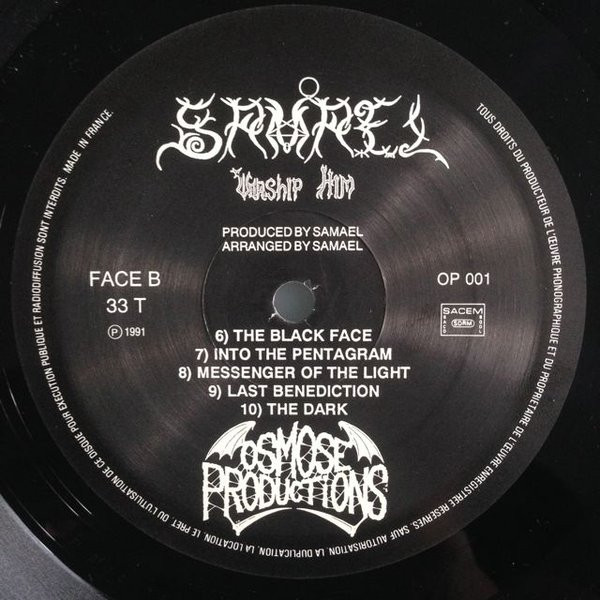 SAMAEL
Worship Him
PRODUCED BY SAMAEL
ARRANGED BY SAMAEL
FACE B
33 T
Ⓟ 1991
OP 001
SACEM
SDRM
6) THE BLACK FACE
7) INTO THE PENTAGRAM
8) MESSENGER OF THE LIGHT
9) LAST BENEDICTION
10) THE DARK
OSMOSE
PRODUCTIONS
TOUS DROITS DU PRODUCTEUR DE L'ŒUVRE PHONOGRAPHIQUE ET DU PROPRIETAIRE DE L'ŒUVRE ENREGISTREE RESERVES. SAUF AUTORISATION. LA DUPLICATION. LA LOCATION. LE PRET OU L'UTILISATION DE CE DISQUE POUR EXECUTION PUBLIQUE ET RADIODIFFUSION SONT INTERDITS. MADE IN FRANCE.